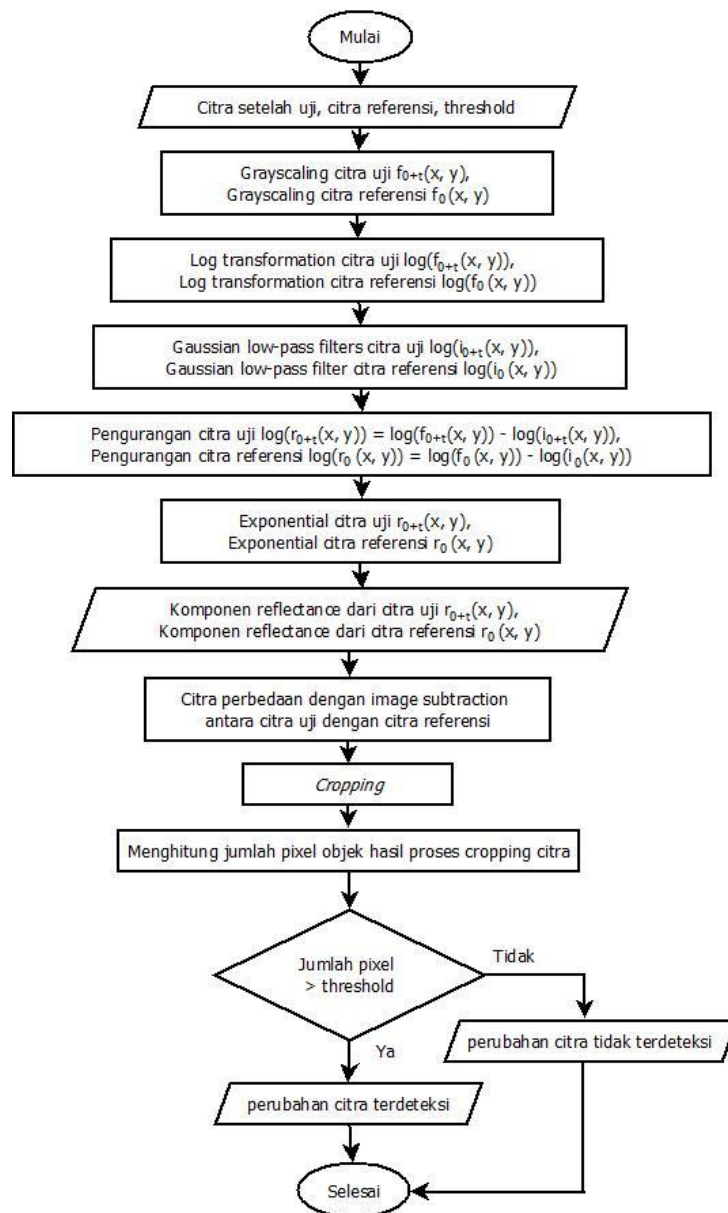 Mulai
Citra setelah uji, citra referensi, threshold
Grayscaling citra uji f₀₊ₜ(x, y),
Grayscaling citra referensi f₀ (x, y)
Log transformation citra uji log(f₀₊ₜ(x, y)),
Log transformation citra referensi log(f₀ (x, y))
Gaussian low-pass filters citra uji log(i₀₊ₜ(x, y)),
Gaussian low-pass filter citra referensi log(i₀ (x, y))
Pengurangan citra uji log(r₀₊ₜ(x, y)) = log(f₀₊ₜ(x, y)) - log(i₀₊ₜ(x, y)),
Pengurangan citra referensi log(r₀ (x, y)) = log(f₀ (x, y)) - log(i₀(x, y))
Exponential citra uji r₀₊ₜ(x, y),
Exponential citra referensi r₀ (x, y)
Komponen reflectance dari citra uji r₀₊ₜ(x, y),
Komponen reflectance dari citra referensi r₀ (x, y)
Citra perbedaan dengan image subtraction
antara citra uji dengan citra referensi
Cropping
Menghitung jumlah pixel objek hasil proses cropping citra
Jumlah pixel
> threshold
Tidak
perubahan citra tidak terdeteksi
Ya
perubahan citra terdeteksi
Selesai